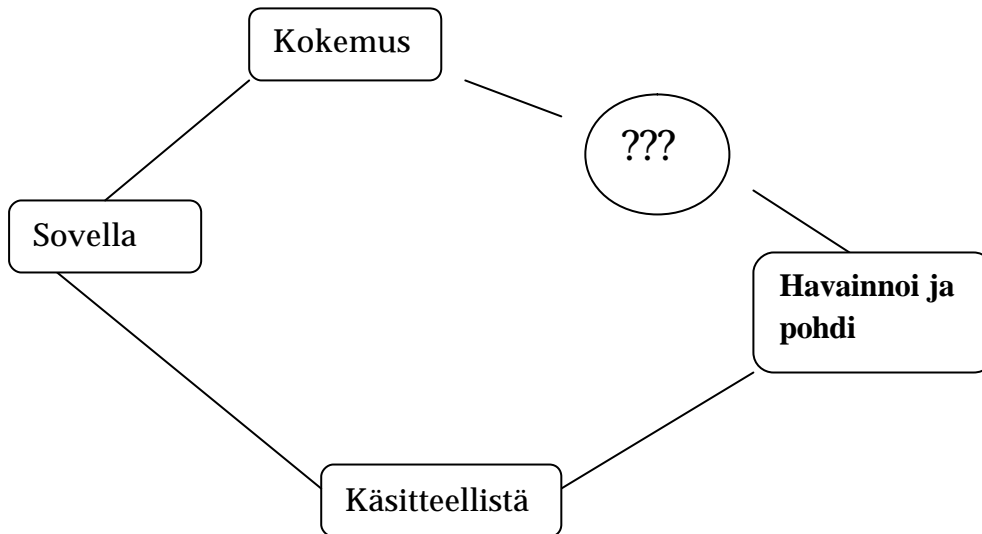 Kokemus
???
Sovella
Havainnoi ja
pohdi
Käsitteellistä